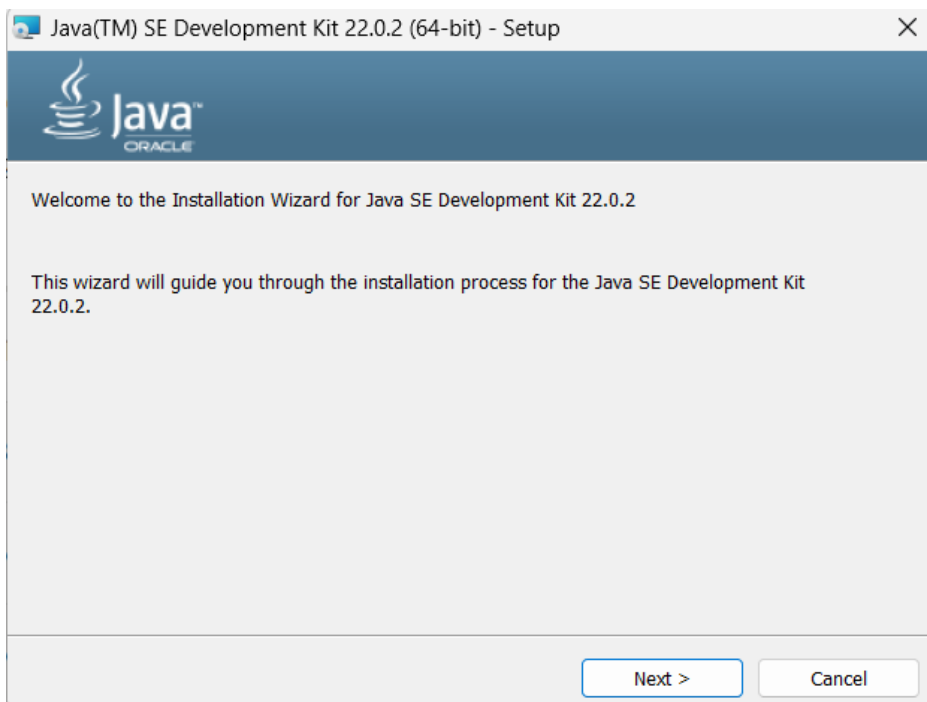 Java(TM) SE Development Kit 22.0.2 (64-bit) - Setup
Java™
ORACLE
Welcome to the Installation Wizard for Java SE Development Kit 22.0.2
This wizard will guide you through the installation process for the Java SE Development Kit
22.0.2.
Next >
Cancel